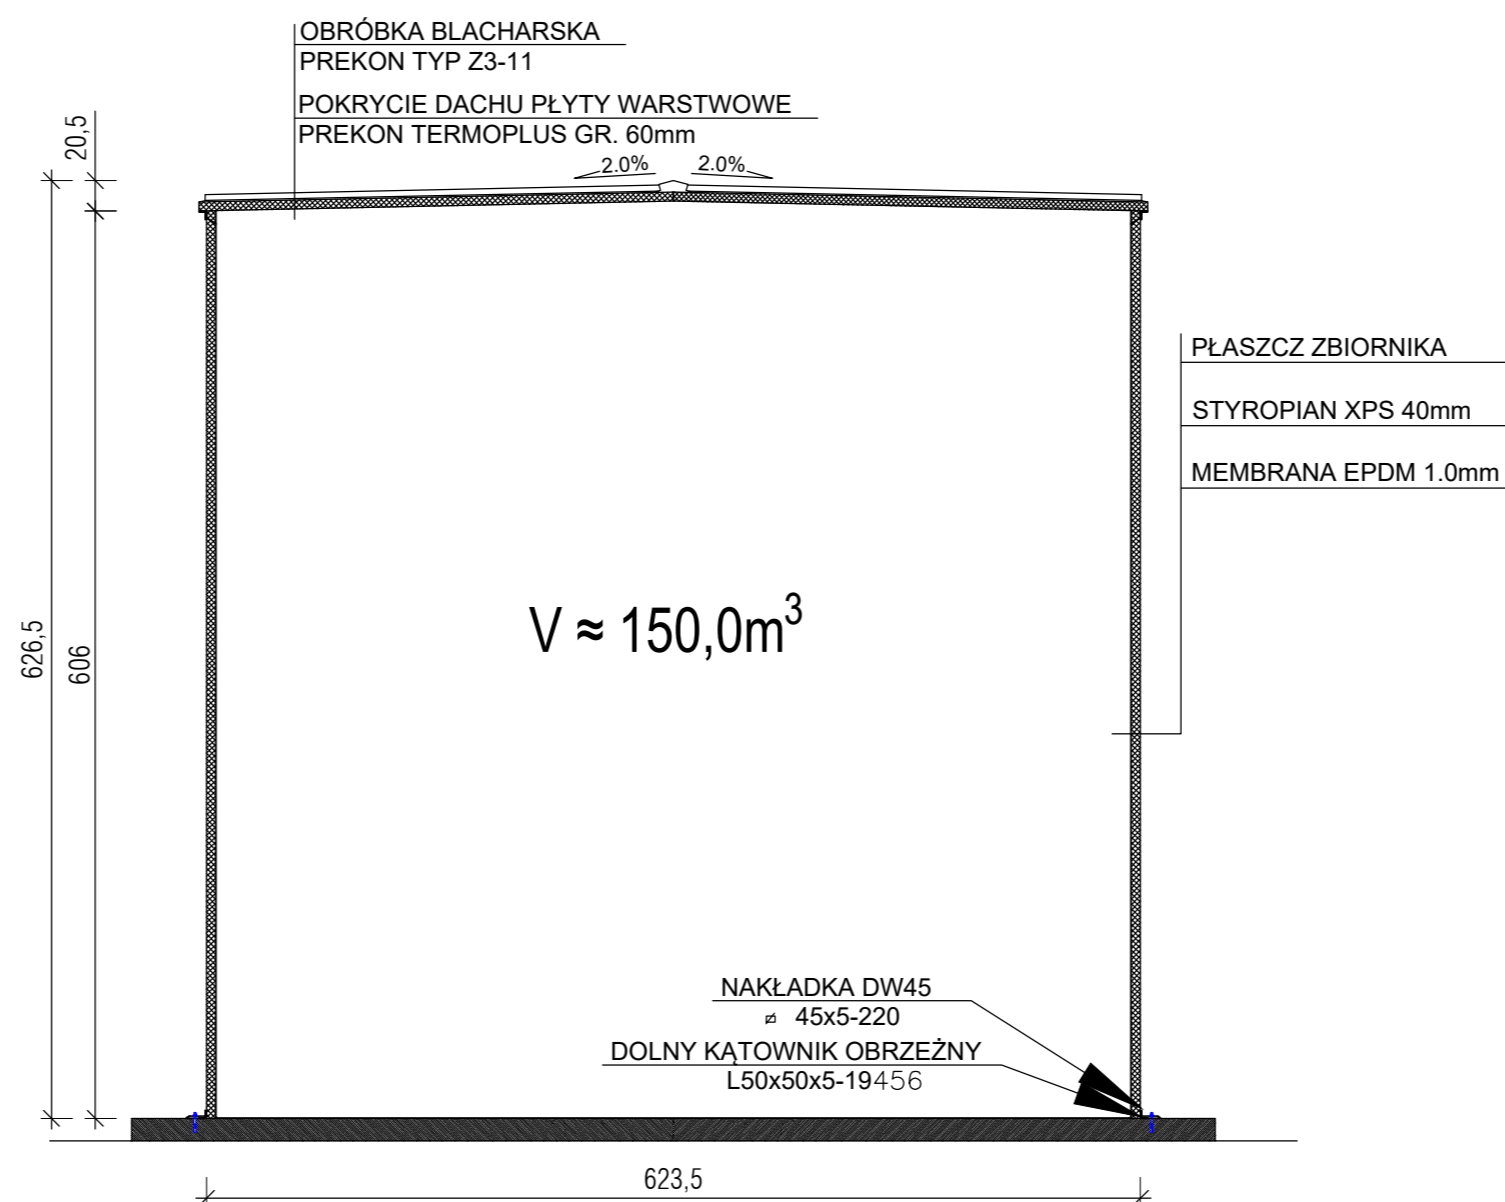 OBRÓBKA BLACHARSKA
PREKON TYP Z3-11
POKRYCIE DACHU PŁYTY WARSTWOWE
PREKON TERMOPLUS GR. 60mm
20,5
2.0% 2.0%
PŁASZCZ ZBIORNIKA
STYROPIAN XPS 40mm
MEMBRANA EPDM 1.0mm
V ≈ 150,0m³
626,5
606
NAKŁADKA DW45
⌀ 45x5-220
DOLNY KĄTOWNIK OBRZEŻNY
L50x50x5-19456
623,5